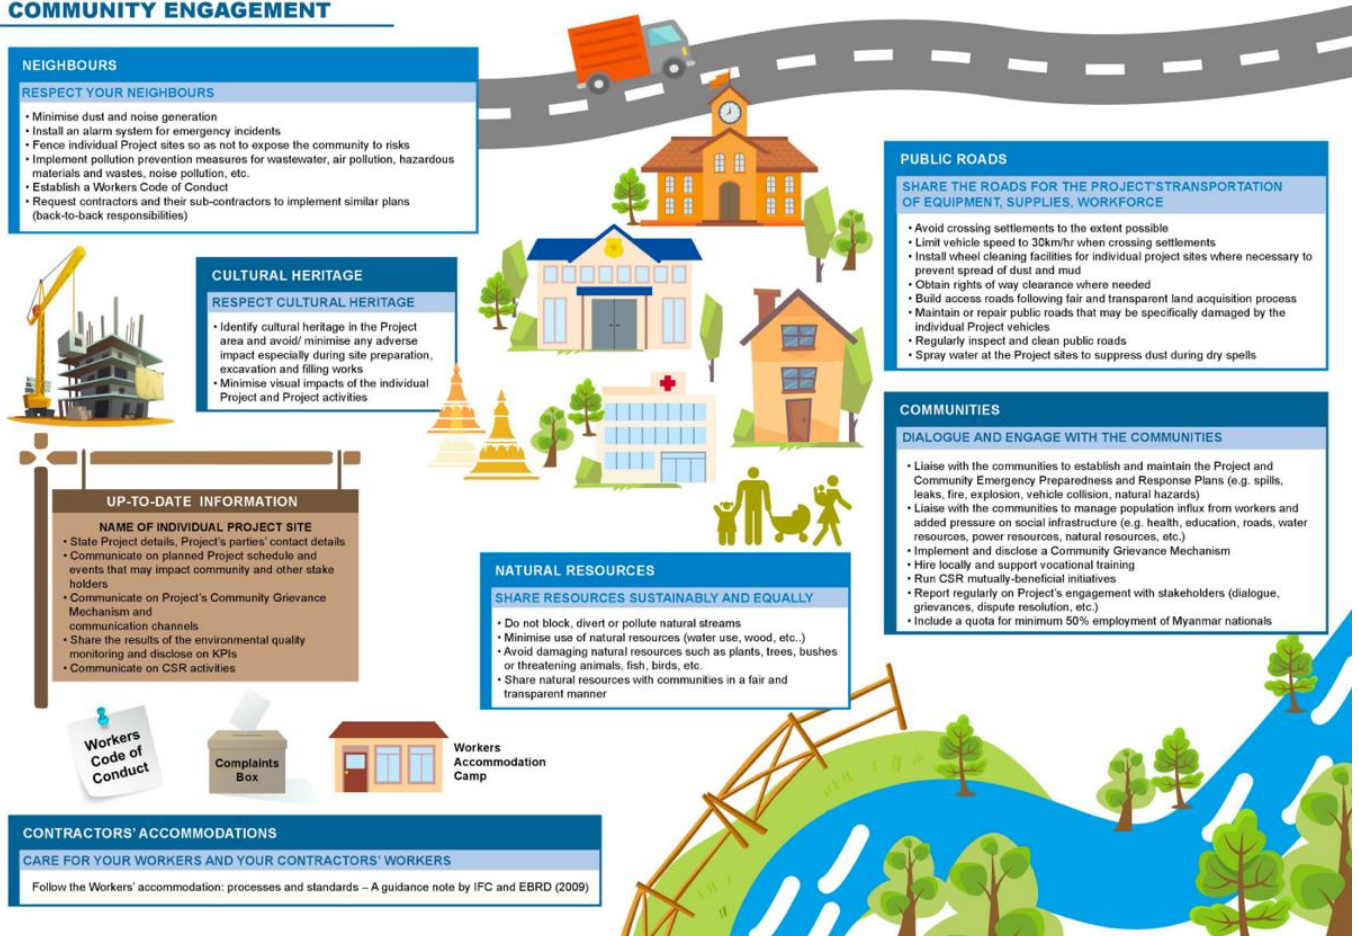 COMMUNITY ENGAGEMENT
NEIGHBOURS
RESPECT YOUR NEIGHBOURS
• Minimise dust and noise generation
• Install an alarm system for emergency incidents
• Fence individual Project sites so as not to expose the community to risks
• Implement pollution prevention measures for wastewater, air pollution, hazardous
materials and wastes, noise pollution, etc.
• Establish a Workers Code of Conduct
• Request contractors and their sub-contractors to implement similar plans
(back-to-back responsibilities)
CULTURAL HERITAGE
RESPECT CULTURAL HERITAGE
• Identify cultural heritage in the Project
area and avoid/ minimise any adverse
impact especially during site preparation,
excavation and filling works
• Minimise visual impacts of the individual
Project and Project activities
PUBLIC ROADS
SHARE THE ROADS FOR THE PROJECT'STRANSPORTATION
OF EQUIPMENT, SUPPLIES, WORKFORCE
• Avoid crossing settlements to the extent possible
• Limit vehicle speed to 30km/hr when crossing settlements
• Install wheel cleaning facilities for individual project sites where necessary to
prevent spread of dust and mud
• Obtain rights of way clearance where needed
• Build access roads following fair and transparent land acquisition process
• Maintain or repair public roads that may be specifically damaged by the
individual Project vehicles
• Regularly inspect and clean public roads
• Spray water at the Project sites to suppress dust during dry spells
COMMUNITIES
DIALOGUE AND ENGAGE WITH THE COMMUNITIES
• Liaise with the communities to establish and maintain the Project and
Community Emergency Preparedness and Response Plans (e.g. spills,
leaks, fire, explosion, vehicle collision, natural hazards)
• Liaise with the communities to manage population influx from workers and
added pressure on social infrastructure (e.g. health, education, roads, water
resources, power resources, natural resources, etc.)
• Implement and disclose a Community Grievance Mechanism
• Hire locally and support vocational training
• Run CSR mutually-beneficial initiatives
• Report regularly on Project's engagement with stakeholders (dialogue,
grievances, dispute resolution, etc.)
• Include a quota for minimum 50% employment of Myanmar nationals
UP-TO-DATE INFORMATION
NAME OF INDIVIDUAL PROJECT SITE
• State Project details, Project's parties' contact details
• Communicate on planned Project schedule and
events that may impact community and other stake
holders
• Communicate on Project's Community Grievance
Mechanism and
communication channels
• Share the results of the environmental quality
monitoring and disclose on KPIs
• Communicate on CSR activities
NATURAL RESOURCES
SHARE RESOURCES SUSTAINABLY AND EQUALLY
• Do not block, divert or pollute natural streams
• Minimise use of natural resources (water use, wood, etc..)
• Avoid damaging natural resources such as plants, trees, bushes
or threatening animals, fish, birds, etc.
• Share natural resources with communities in a fair and
transparent manner
Workers
Code of
Conduct
Complaints
Box
Workers
Accommodation
Camp
CONTRACTORS' ACCOMMODATIONS
CARE FOR YOUR WORKERS AND YOUR CONTRACTORS' WORKERS
Follow the Workers' accommodation: processes and standards – A guidance note by IFC and EBRD (2009)